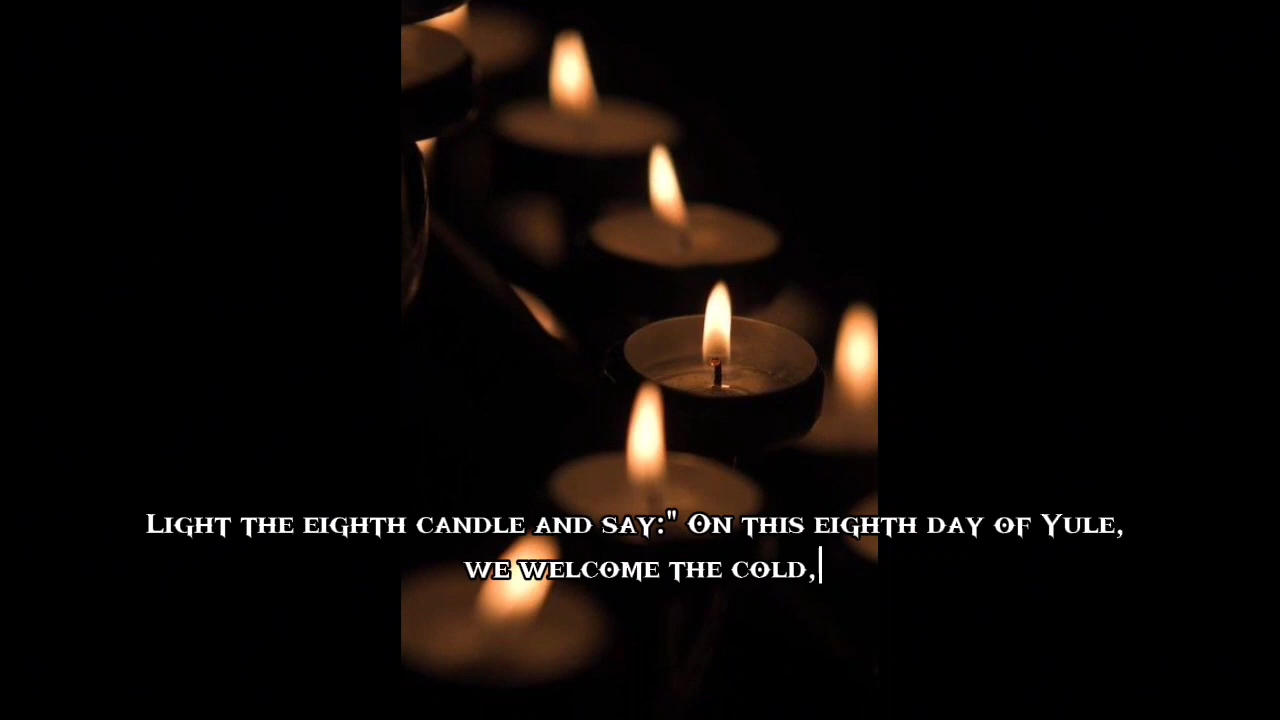 Light the eighth candle and say:" On this eighth day of Yule,
we welcome the cold,